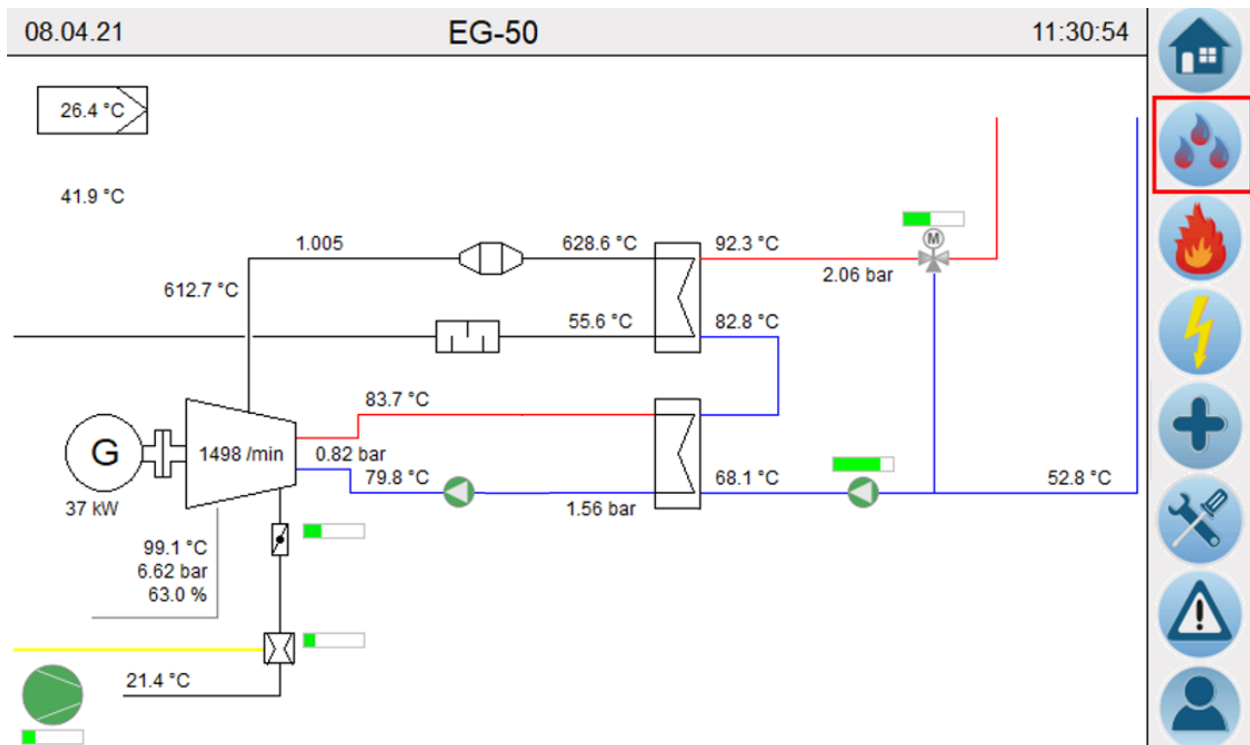 08.04.21 EG-50 11:30:54
26.4 °C
41.9 °C
1.005 628.6 °C 92.3 °C M
2.06 bar
612.7 °C
55.6 °C 82.8 °C
83.7 °C
G 1498 /min 0.82 bar
79.8 °C 68.1 °C 52.8 °C
37 kW 1.56 bar
99.1 °C
6.62 bar
63.0 %
21.4 °C